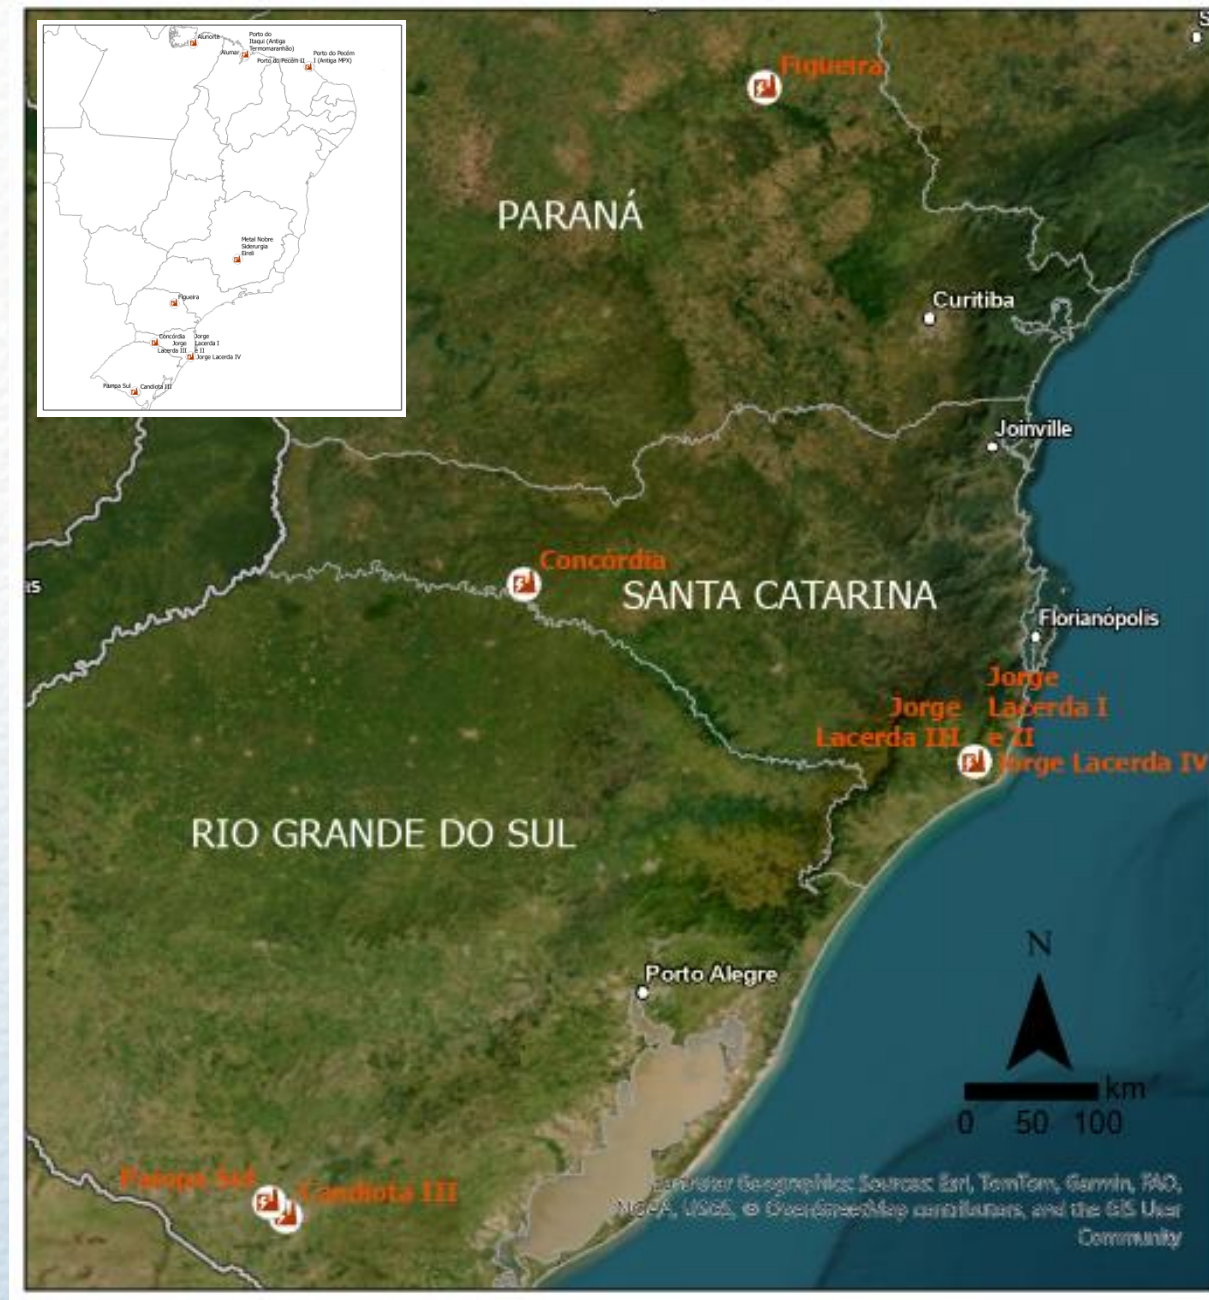 Alunorte
Porto do
Itaqui (Antiga
Termomaranhão)
Alumar
Porto do Pecém
Porto do Pecém II
I (Antiga MPX)
Metal Nobre
Siderurgia
Eireli
Figueira
Concórdia
Jorge
Lacerda III
Jorge
Lacerda I
e II
Jorge Lacerda IV
Pampa Sul
Candiota III
S
Figueira
PARANÁ
Curitiba
Joinville
Concórdia
SANTA CATARINA
as
Florianópolis
Jorge
Lacerda III
Jorge
Lacerda I
e II
Jorge Lacerda IV
RIO GRANDE DO SUL
Porto Alegre
N
km
0 50 100
Pampa Sul
Candiota III
Geographics Sources: Esri, TomTom, Garmin, FAO,
NOAA, USGS, © OpenStreetMap contributors, and the GIS User
Community